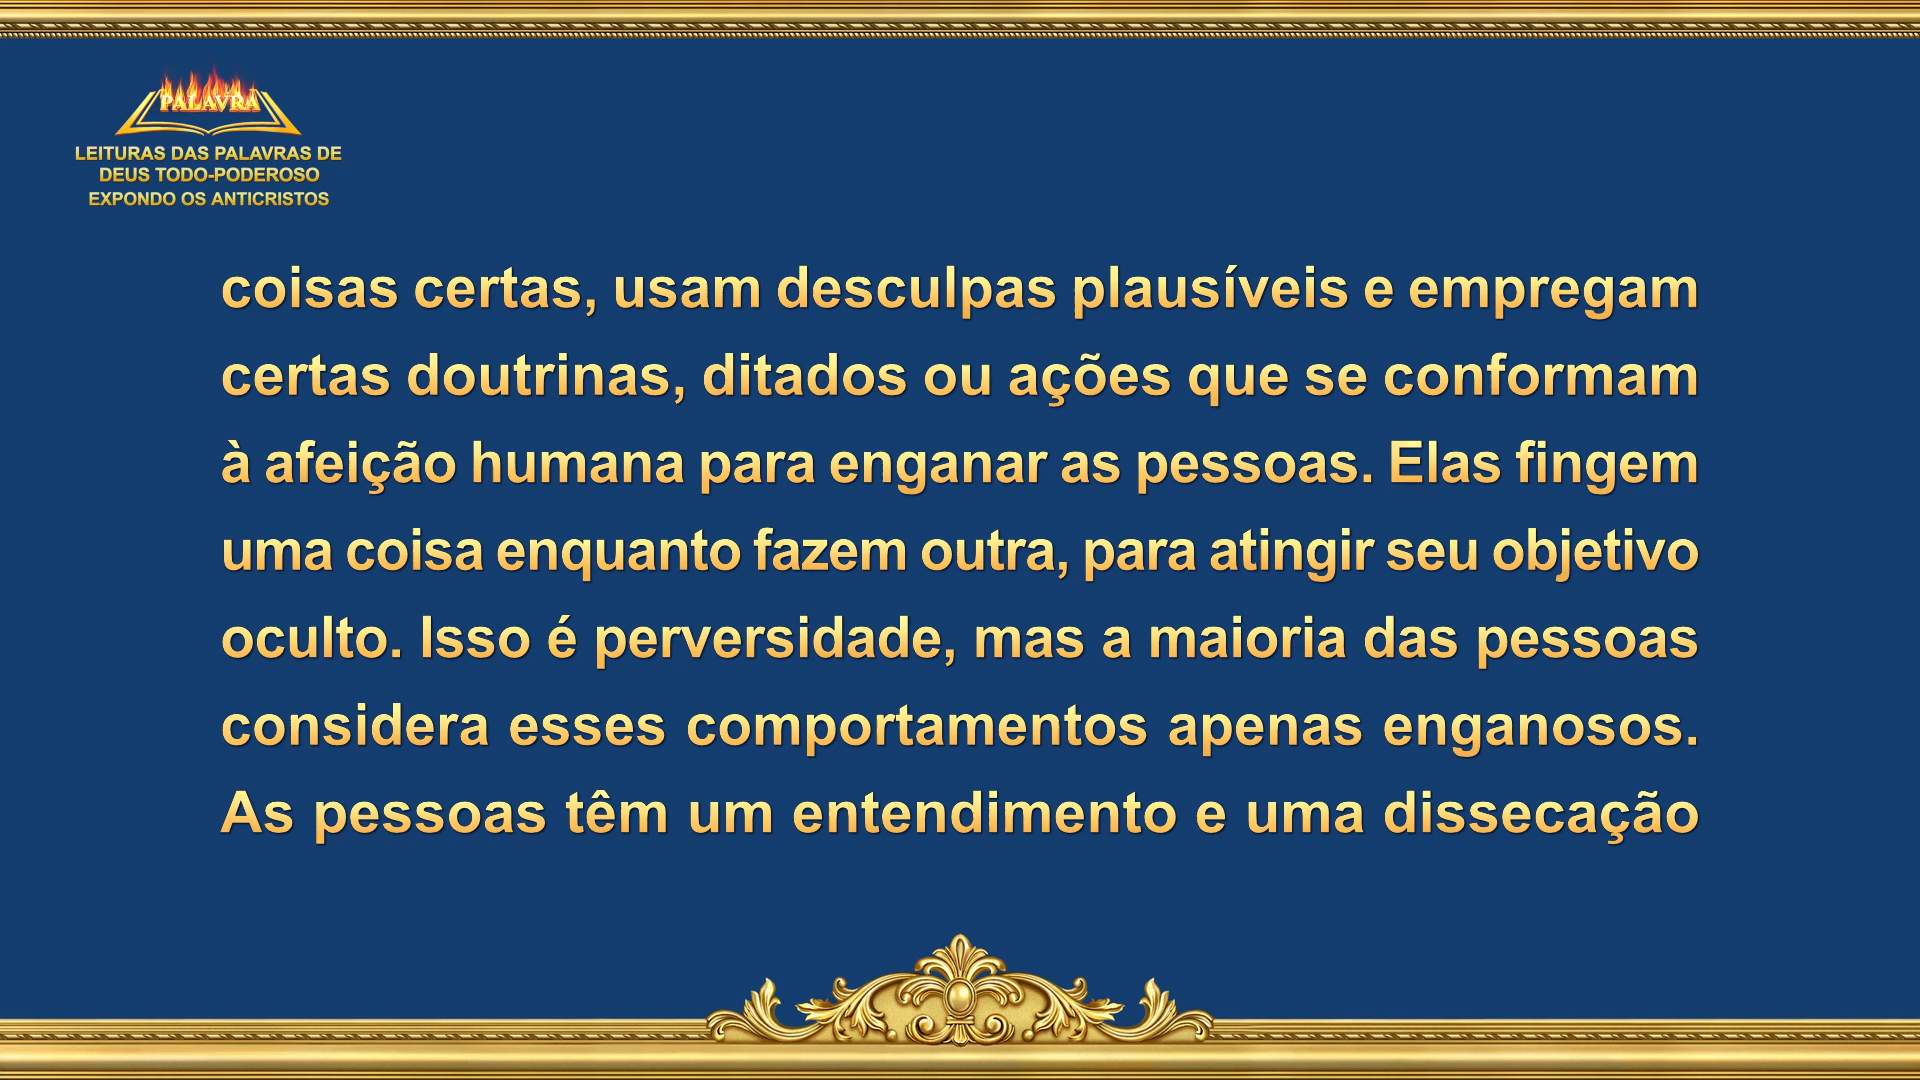 PALAVRA
LEITURAS DAS PALAVRAS DE
DEUS TODO-PODEROSO
EXPONDO OS ANTICRISTOS
coisas certas, usam desculpas plausíveis e empregam
certas doutrinas, ditados ou ações que se conformam
à afeição humana para enganar as pessoas. Elas fingem
uma coisa enquanto fazem outra, para atingir seu objetivo
oculto. Isso é perversidade, mas a maioria das pessoas
considera esses comportamentos apenas enganosos.
As pessoas têm um entendimento e uma dissecação